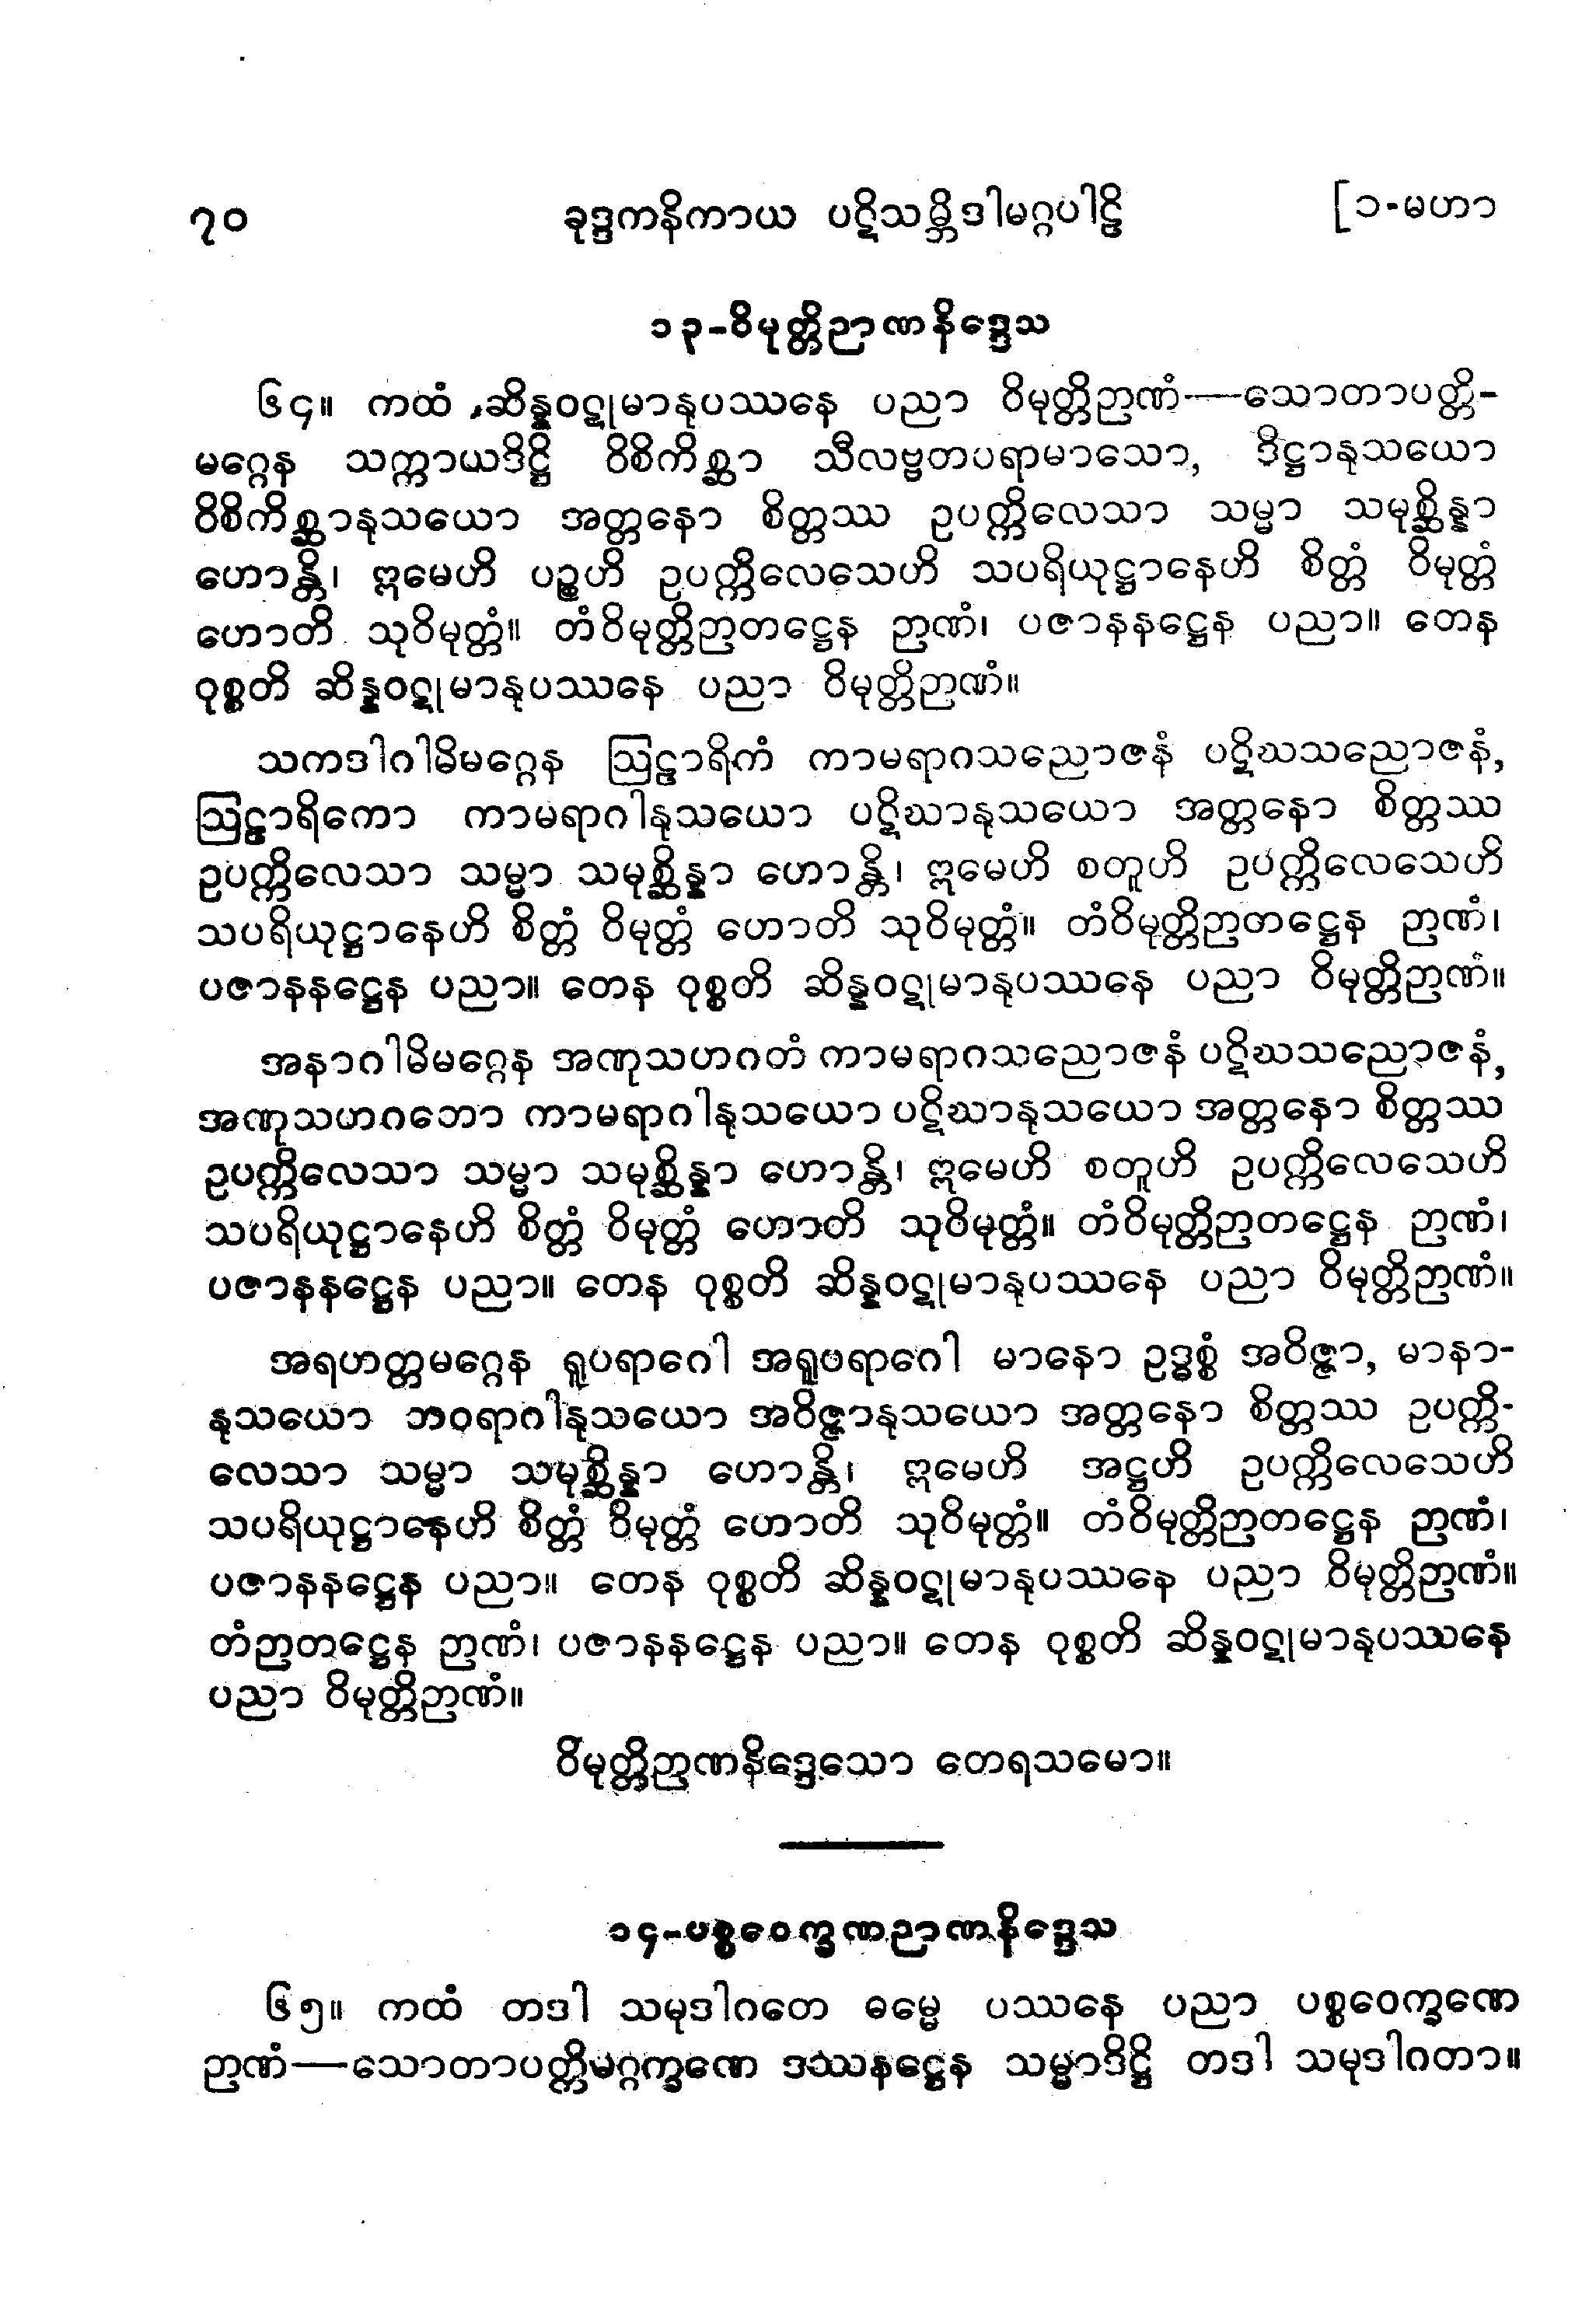 ၇၀ ခုဒ္ဒကနိကာယ ပဋိသမ္ဘိဒါမဂ္ဂပါဠိ [၁-မဟာ
၁၃-ဝိမုတ္တိဉာဏနိဒ္ဒေသ
၆၄။ ကထံ ဆိန္နဝဋုမာနုပဿနေ ပညာ ဝိမုတ္တိဉာဏံ—သောတာပတ္တိ-
မဂ္ဂေန သက္ကာယဒိဋ္ဌိ ဝိစိကိစ္ဆာ သီလဗ္ဗတပရာမာသော, ဒိဋ္ဌာနုသယော
ဝိစိကိစ္ဆာနုသယော အတ္တနော စိတ္တဿ ဥပက္ကိလေသာ သမ္မာ သမုစ္ဆိန္နာ
ဟောန္တိ၊ ဣမေဟိ ပဉ္စဟိ ဥပက္ကိလေသေဟိ သပရိယုဋ္ဌာနေဟိ စိတ္တံ ဝိမုတ္တံ
ဟောတိ သုဝိမုတ္တံ။ တံဝိမုတ္တိဉာတဋ္ဌေန ဉာဏံ၊ ပဇာနနဋ္ဌေန ပညာ။ တေန
ဝုစ္စတိ ဆိန္နဝဋုမာနုပဿနေ ပညာ ဝိမုတ္တိဉာဏံ။
သကဒါဂါမိမဂ္ဂေန ဩဠာရိကံ ကာမရာဂသညောဇနံ ပဋိဃသညောဇနံ,
ဩဠာရိကော ကာမရာဂါနုသယော ပဋိဃာနုသယော အတ္တနော စိတ္တဿ
ဥပက္ကိလေသာ သမ္မာ သမုစ္ဆိန္နာ ဟောန္တိ၊ ဣမေဟိ စတူဟိ ဥပက္ကိလေသေဟိ
သပရိယုဋ္ဌာနေဟိ စိတ္တံ ဝိမုတ္တံ ဟောတိ သုဝိမုတ္တံ။ တံဝိမုတ္တိဉာတဋ္ဌေန ဉာဏံ၊
ပဇာနနဋ္ဌေန ပညာ။ တေန ဝုစ္စတိ ဆိန္နဝဋုမာနုပဿနေ ပညာ ဝိမုတ္တိဉာဏံ။
အနာဂါမိမဂ္ဂေန အဏုသဟဂတံ ကာမရာဂသညောဇနံ ပဋိဃသညောဇနံ,
အဏုသဟဂတော ကာမရာဂါနုသယော ပဋိဃာနုသယော အတ္တနော စိတ္တဿ
ဥပက္ကိလေသာ သမ္မာ သမုစ္ဆိန္နာ ဟောန္တိ၊ ဣမေဟိ စတူဟိ ဥပက္ကိလေသေဟိ
သပရိယုဋ္ဌာနေဟိ စိတ္တံ ဝိမုတ္တံ ဟောတိ သုဝိမုတ္တံ။ တံဝိမုတ္တိဉာတဋ္ဌေန ဉာဏံ၊
ပဇာနနဋ္ဌေန ပညာ။ တေန ဝုစ္စတိ ဆိန္နဝဋုမာနုပဿနေ ပညာ ဝိမုတ္တိဉာဏံ။
အရဟတ္တမဂ္ဂေန ရူပရာဂေါ အရူပရာဂေါ မာနော ဥဒ္ဓစ္စံ အဝိဇ္ဇာ, မာနာ-
နုသယော ဘဝရာဂါနုသယော အဝိဇ္ဇာနုသယော အတ္တနော စိတ္တဿ ဥပက္ကိ-
လေသာ သမ္မာ သမုစ္ဆိန္နာ ဟောန္တိ၊ ဣမေဟိ အဋ္ဌဟိ ဥပက္ကိလေသေဟိ
သပရိယုဋ္ဌာနေဟိ စိတ္တံ ဝိမုတ္တံ ဟောတိ သုဝိမုတ္တံ။ တံဝိမုတ္တိဉာတဋ္ဌေန ဉာဏံ၊
ပဇာနနဋ္ဌေန ပညာ။ တေန ဝုစ္စတိ ဆိန္နဝဋုမာနုပဿနေ ပညာ ဝိမုတ္တိဉာဏံ။
တံဉာတဋ္ဌေန ဉာဏံ၊ ပဇာနနဋ္ဌေန ပညာ။ တေန ဝုစ္စတိ ဆိန္နဝဋုမာနုပဿနေ
ပညာ ဝိမုတ္တိဉာဏံ။
ဝိမုတ္တိဉာဏနိဒ္ဒေသော တေရသမော။
၁၄-ပစ္စဝေက္ခဏဉာဏနိဒ္ဒေသ
၆၅။ ကထံ တဒါ သမုဒါဂတေ ဓမ္မေ ပဿနေ ပညာ ပစ္စဝေက္ခဏေ
ဉာဏံ—သောတာပတ္တိမဂ္ဂက္ခဏေ ဒဿနဋ္ဌေန သမ္မာဒိဋ္ဌိ တဒါ သမုဒါဂတာ။